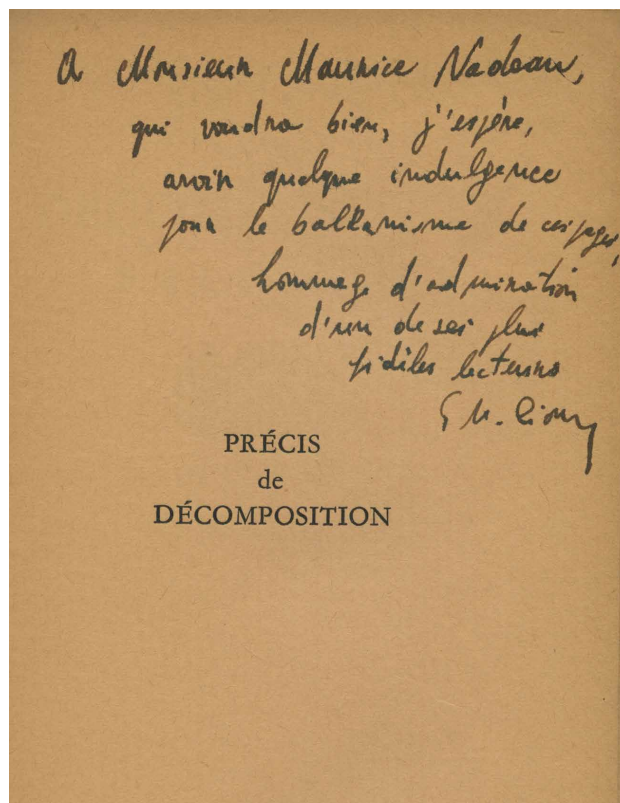 A Monsieur Maurice Nadeau,
qui voudra bien, j'espère,
avoir quelque indulgence
pour le balkanisme de ces pages,
hommage d'admiration
d'un de ses plus
fidèles lecteurs
E. M. Cioran
PRÉCIS
de
DÉCOMPOSITION